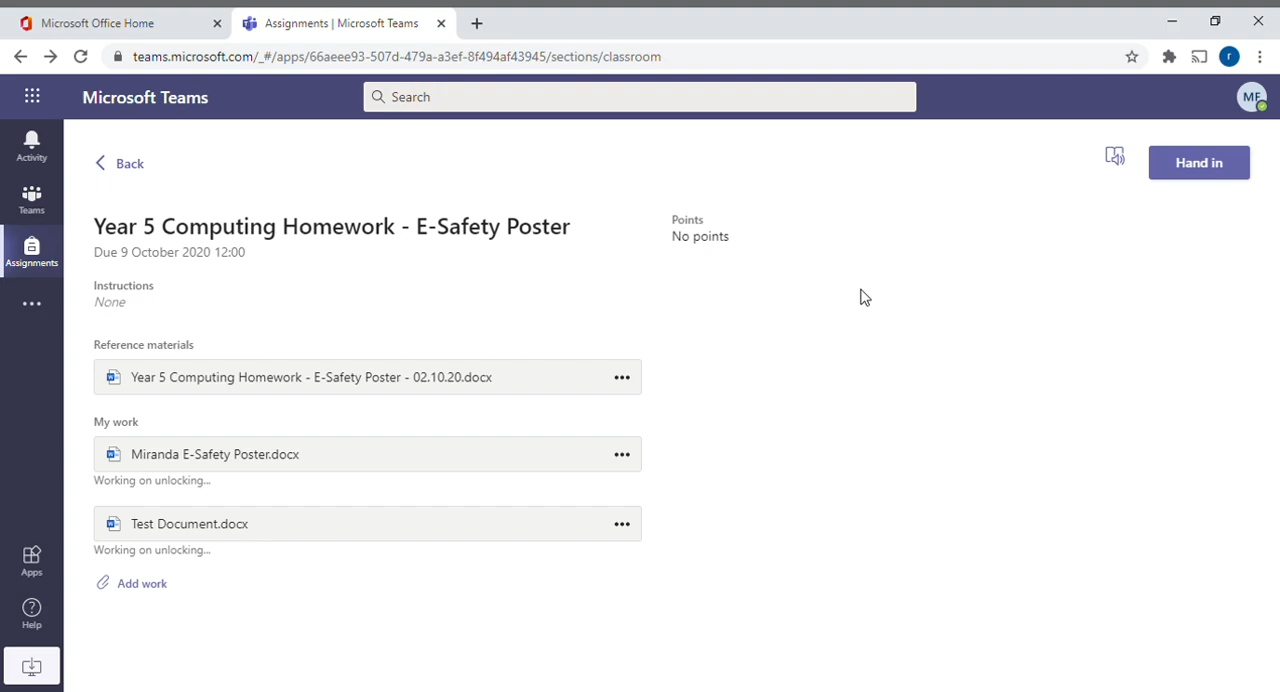 Microsoft Office Home
Assignments | Microsoft Teams
teams.microsoft.com/_#/apps/66aeee93-507d-479a-a3ef-8f494af43945/sections/classroom
r
Microsoft Teams
Search
MF
Activity
Teams
Assignments
Apps
Help
Back
Hand in
Year 5 Computing Homework - E-Safety Poster
Due 9 October 2020 12:00
Points
No points
Instructions
None
Reference materials
Year 5 Computing Homework - E-Safety Poster - 02.10.20.docx
My work
Miranda E-Safety Poster.docx
Working on unlocking...
Test Document.docx
Working on unlocking...
Add work